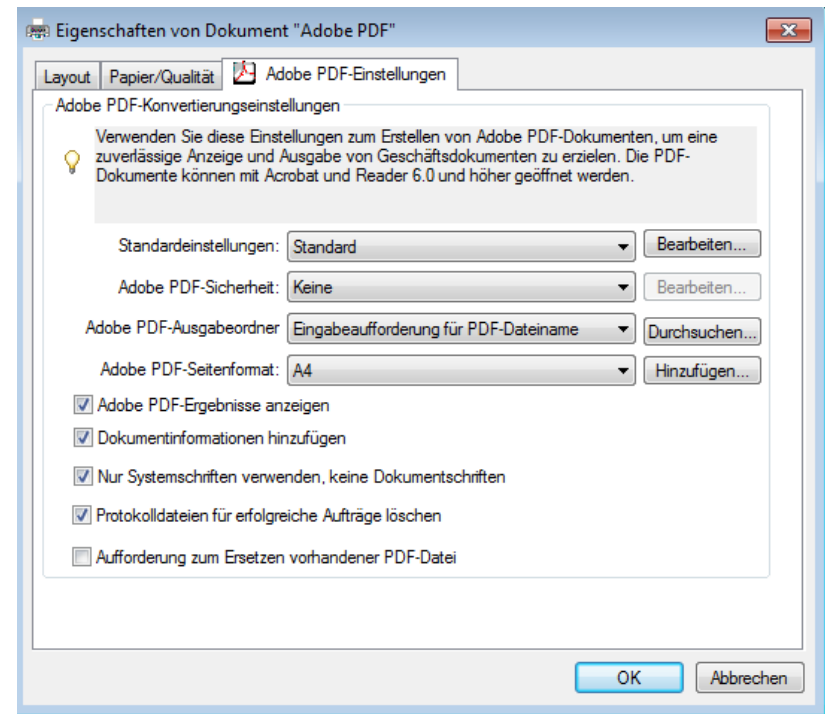 Eigenschaften von Dokument "Adobe PDF"
Layout Papier/Qualität Adobe PDF-Einstellungen
Adobe PDF-Konvertierungseinstellungen
Verwenden Sie diese Einstellungen zum Erstellen von Adobe PDF-Dokumenten, um eine
zuverlässige Anzeige und Ausgabe von Geschäftsdokumenten zu erzielen. Die PDF-
Dokumente können mit Acrobat und Reader 6.0 und höher geöffnet werden.
Standardeinstellungen: Standard Bearbeiten...
Adobe PDF-Sicherheit: Keine Bearbeiten...
Adobe PDF-Ausgabeordner Eingabeaufforderung für PDF-Dateiname Durchsuchen...
Adobe PDF-Seitenformat: A4 Hinzufügen...
Adobe PDF-Ergebnisse anzeigen
Dokumentinformationen hinzufügen
Nur Systemschriften verwenden, keine Dokumentschriften
Protokolldateien für erfolgreiche Aufträge löschen
Aufforderung zum Ersetzen vorhandener PDF-Datei
OK Abbrechen